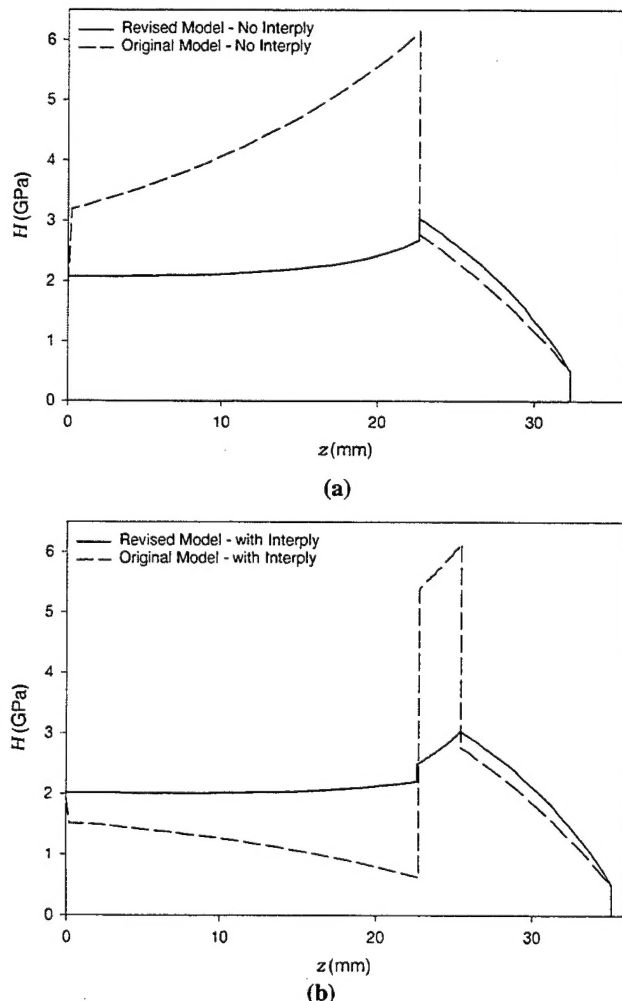 Revised Model - No Interply
Original Model - No Interply
6
5
4
3
2
1
0
H (GPa)
0
10
20
30
z (mm)
(a)
Revised Model - with Interply
Original Model - with Interply
6
5
4
3
2
1
0
H (GPa)
0
10
20
30
z (mm)
(b)